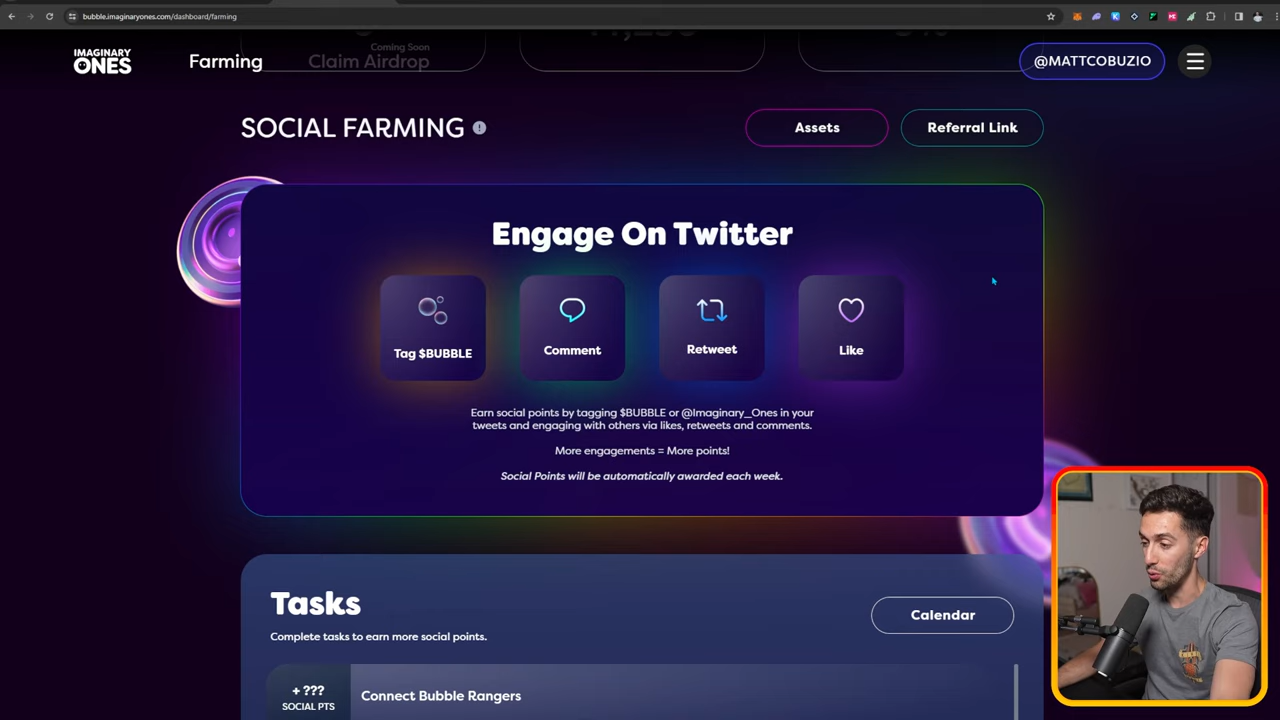 bubble.imaginaryones.com/dashboard/farming
IMAGINARY
ONES
Farming
Coming Soon
Claim Airdrop
@MATTCOBUZIO
SOCIAL FARMING
Assets
Referral Link
Engage On Twitter
Tag $BUBBLE
Comment
Retweet
Like
Earn social points by tagging $BUBBLE or @Imaginary_Ones in your
tweets and engaging with others via likes, retweets and comments.
More engagements = More points!
Social Points will be automatically awarded each week.
Tasks
Calendar
Complete tasks to earn more social points.
+ ???
SOCIAL PTS
Connect Bubble Rangers